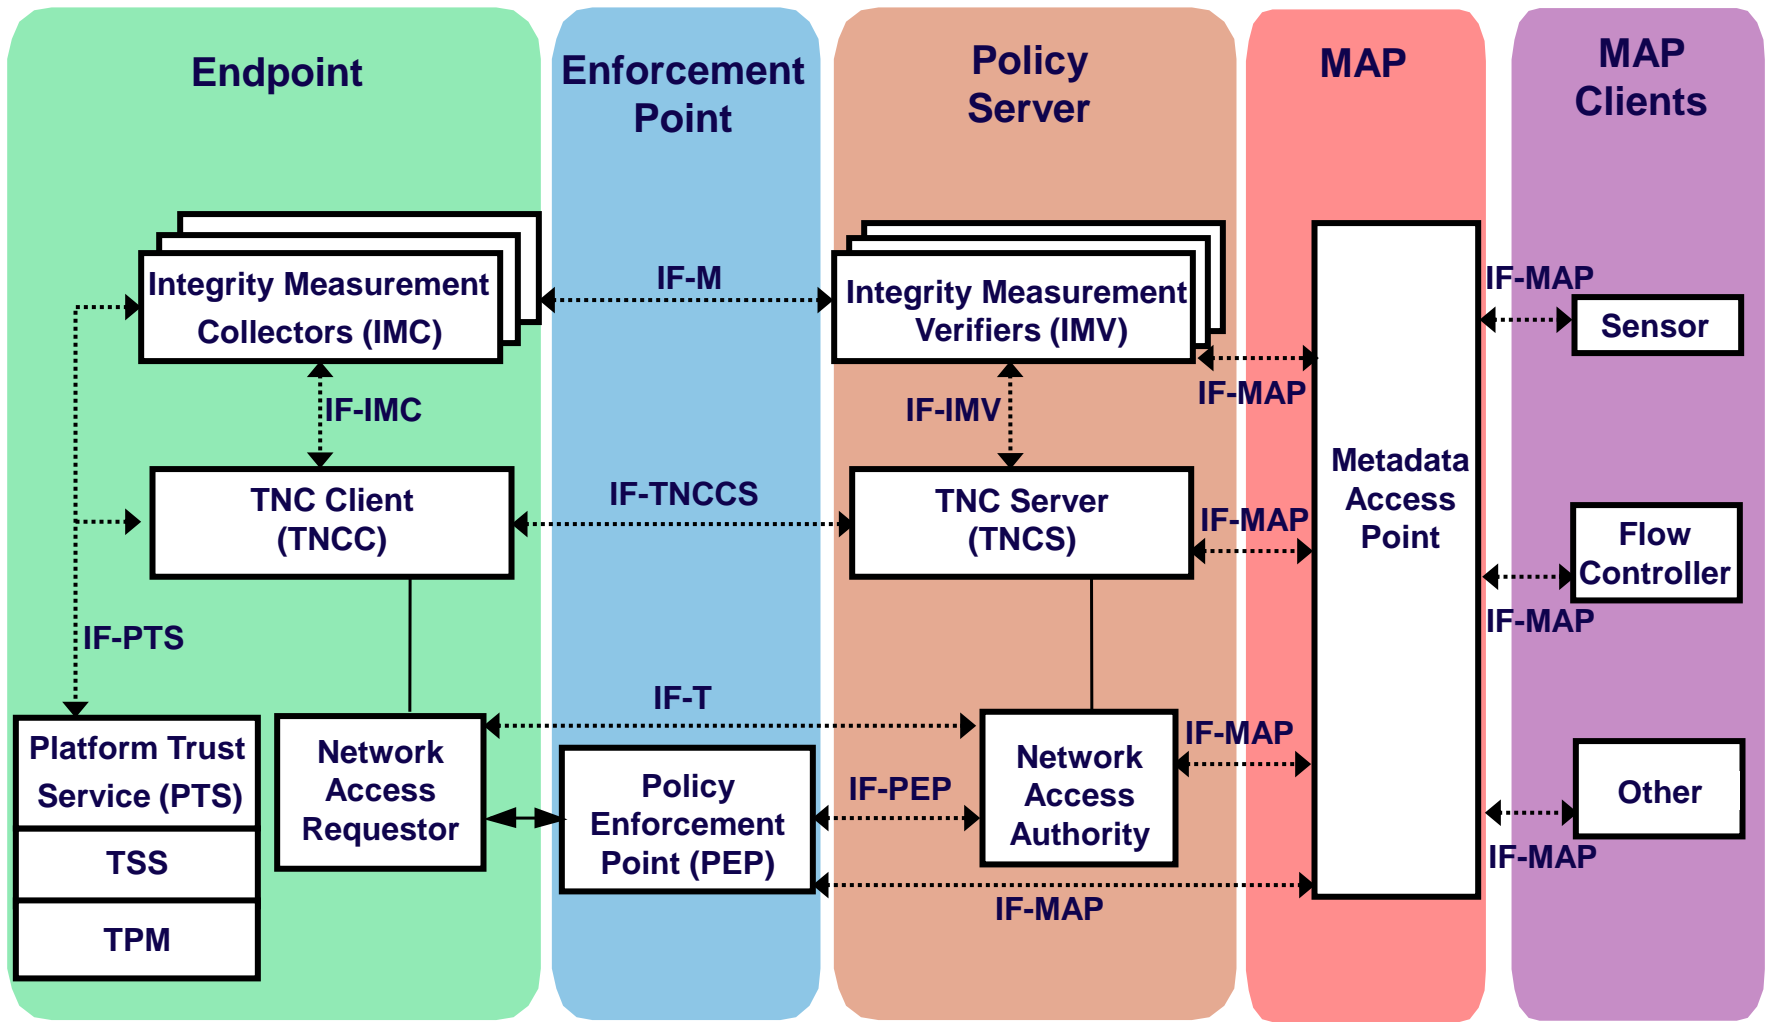 Endpoint
Enforcement
Point
Policy
Server
MAP
MAP
Clients
Integrity Measurement
Collectors (IMC)
IF-M
Integrity Measurement
Verifiers (IMV)
IF-MAP
IF-MAP
Sensor
IF-IMC
IF-IMV
TNC Client
(TNCC)
IF-TNCCS
TNC Server
(TNCS)
IF-MAP
Metadata
Access
Point
Flow
Controller
IF-MAP
IF-PTS
IF-T
Platform Trust
Service (PTS)
TSS
TPM
Network
Access
Requestor
Policy
Enforcement
Point (PEP)
IF-PEP
Network
Access
Authority
IF-MAP
IF-MAP
Other
IF-MAP